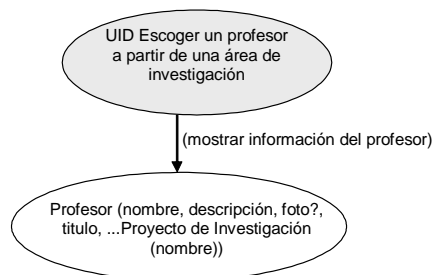 UID Escoger un profesor
a partir de una área de
investigación
(mostrar información del profesor)
Profesor (nombre, descripción, foto?,
titulo, ...Proyecto de Investigación
(nombre))